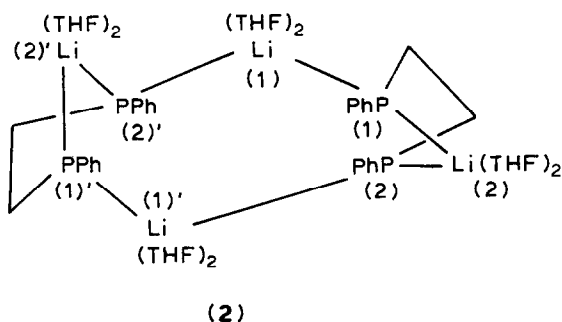 (THF)₂ (THF)₂
(2)' Li Li
(1)
PPh PhP
(2)' (1)
PPh PhP Li(THF)₂
(1)' (1)' (2) (2)
Li
(THF)₂
(2)